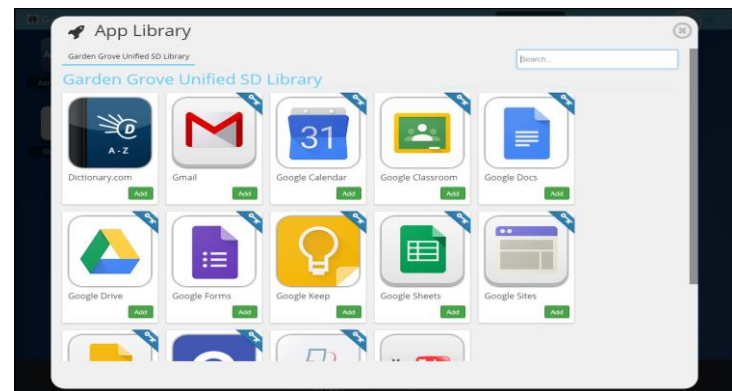 App Library
Garden Grove Unified SD Library
Search...
Garden Grove Unified SD Library
D
A - Z
31
Dictionary.com
Gmail
Google Calendar
Google Classroom
Google Docs
Add
Add
Add
Add
Add
Google Drive
Google Forms
Google Keep
Google Sheets
Google Sites
Add
Add
Add
Add
Add